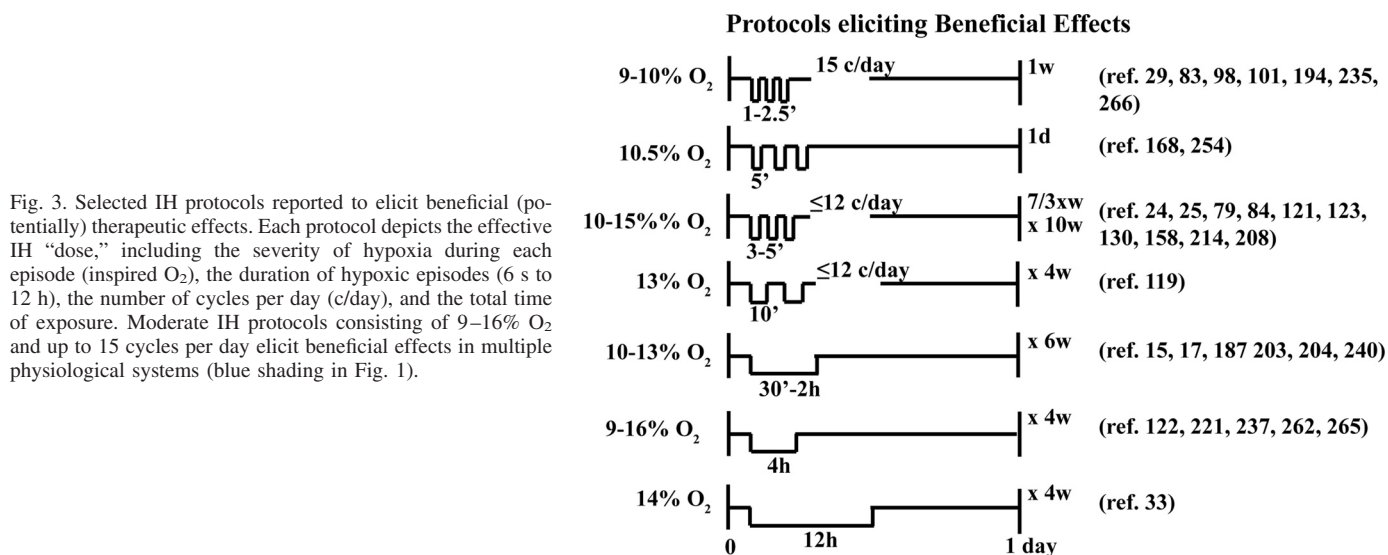 Protocols eliciting Beneficial Effects
9-10% O2
15 c/day
1-2.5’
1w
(ref. 29, 83, 98, 101, 194, 235,
266)
10.5% O2
5’
1d
(ref. 168, 254)
10-15%% O2
≤12 c/day
3-5’
7/3xw
x 10w
(ref. 24, 25, 79, 84, 121, 123,
130, 158, 214, 208)
13% O2
≤12 c/day
10’
x 4w
(ref. 119)
10-13% O2
30’-2h
x 6w
(ref. 15, 17, 187 203, 204, 240)
9-16% O2
4h
x 4w
(ref. 122, 221, 237, 262, 265)
14% O2
12h
x 4w
(ref. 33)
0
1 day
Fig. 3. Selected IH protocols reported to elicit beneficial (po-
tentially) therapeutic effects. Each protocol depicts the effective
IH “dose,” including the severity of hypoxia during each
episode (inspired O2), the duration of hypoxic episodes (6 s to
12 h), the number of cycles per day (c/day), and the total time
of exposure. Moderate IH protocols consisting of 9–16% O2
and up to 15 cycles per day elicit beneficial effects in multiple
physiological systems (blue shading in Fig. 1).